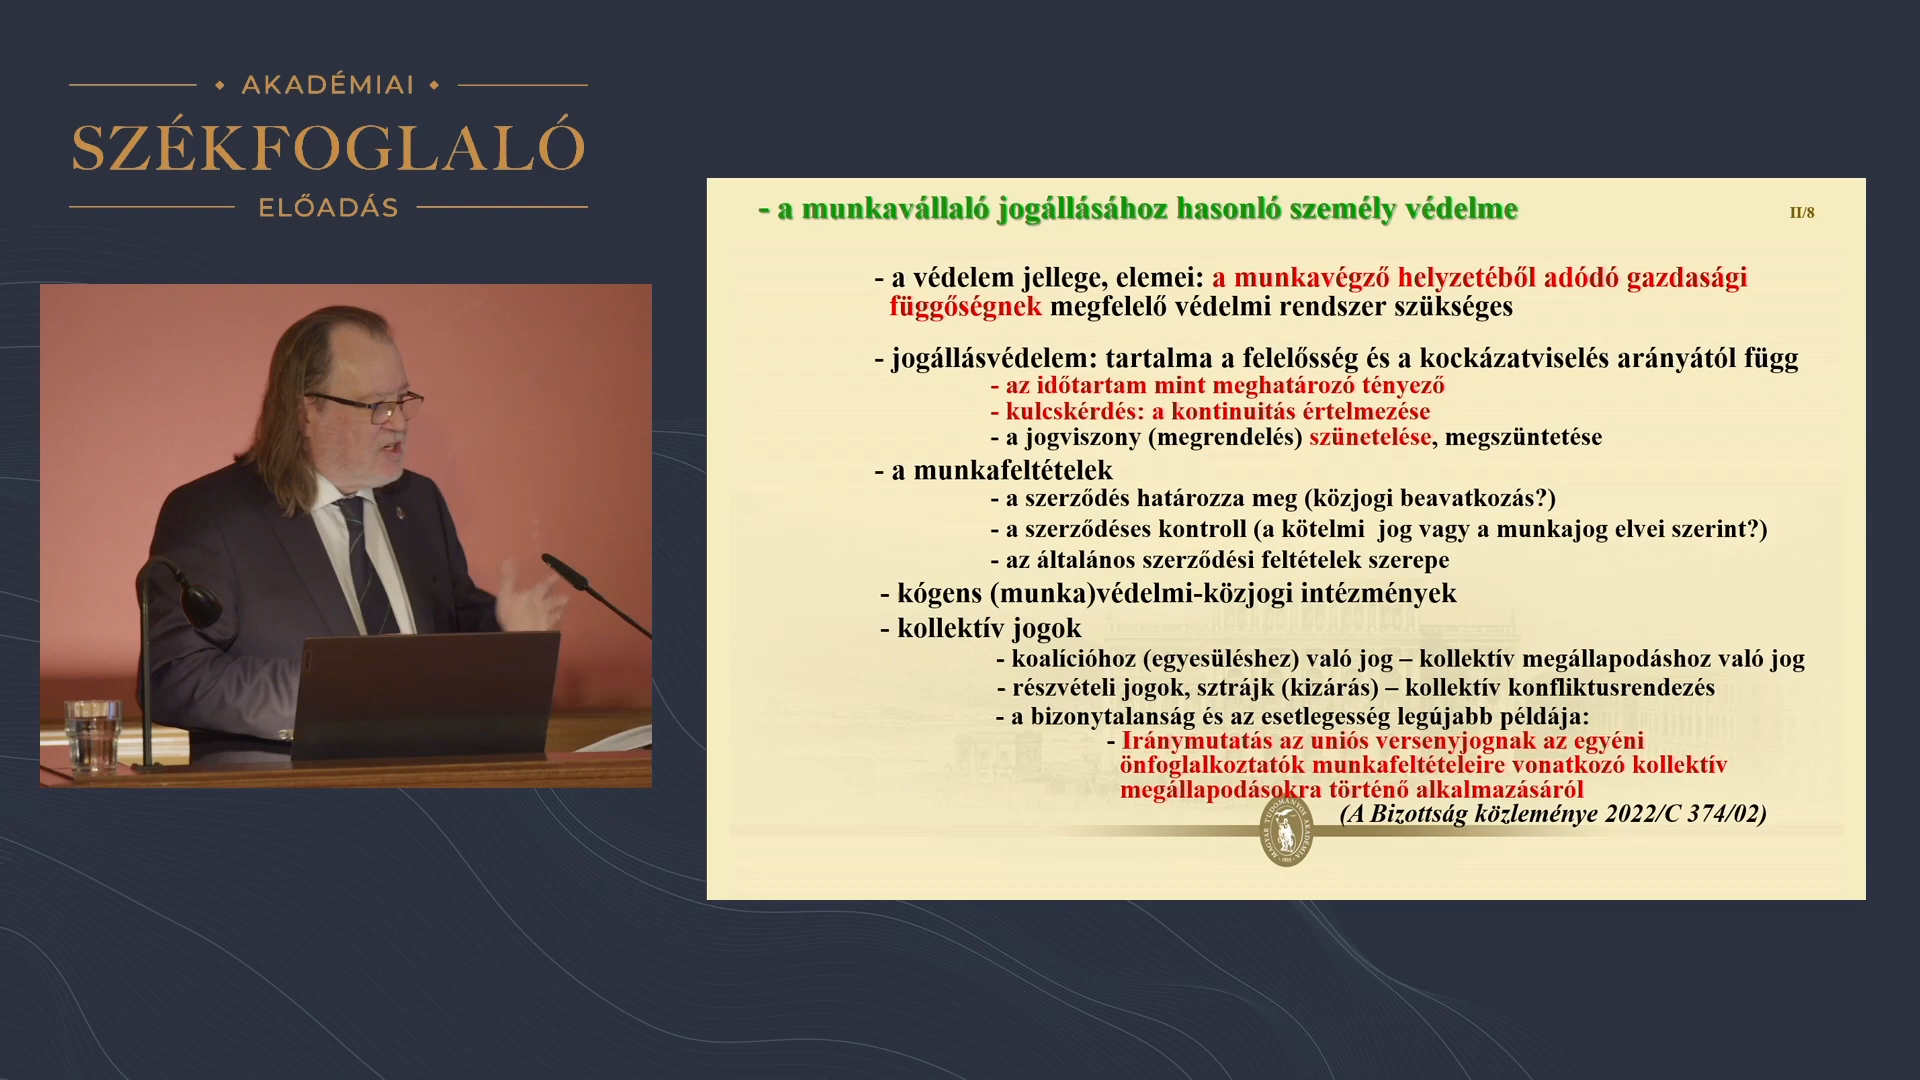 AKADÉMIAI
SZÉKFOGLALÓ
ELŐADÁS
- a munkavállaló jogállásához hasonló személy védelme
II/8
- a védelem jellege, elemei: a munkavégző helyzetéből adódó gazdasági
függőségnek megfelelő védelmi rendszer szükséges
- jogállásvédelem: tartalma a felelősség és a kockázatviselés arányától függ
- az időtartam mint meghatározó tényező
- kulcskérdés: a kontinuitás értelmezése
- a jogviszony (megrendelés) szünetelése, megszüntetése
- a munkafeltételek
- a szerződés határozza meg (közjogi beavatkozás?)
- a szerződéses kontroll (a kötelmi jog vagy a munkajog elvei szerint?)
- az általános szerződési feltételek szerepe
- kógens (munka)védelmi-közjogi intézmények
- kollektív jogok
- koalícióhoz (egyesüléshez) való jog – kollektív megállapodáshoz való jog
- részvételi jogok, sztrájk (kizárás) – kollektív konfliktusrendezés
- a bizonytalanság és az esetlegesség legújabb példája:
- Iránymutatás az uniós versenyjognak az egyéni
önfoglalkoztatók munkafeltételeire vonatkozó kollektív
megállapodásokra történő alkalmazásáról
(A Bizottság közleménye 2022/C 374/02)
MAGYAR TUDOMÁNYOS AKADÉMIA